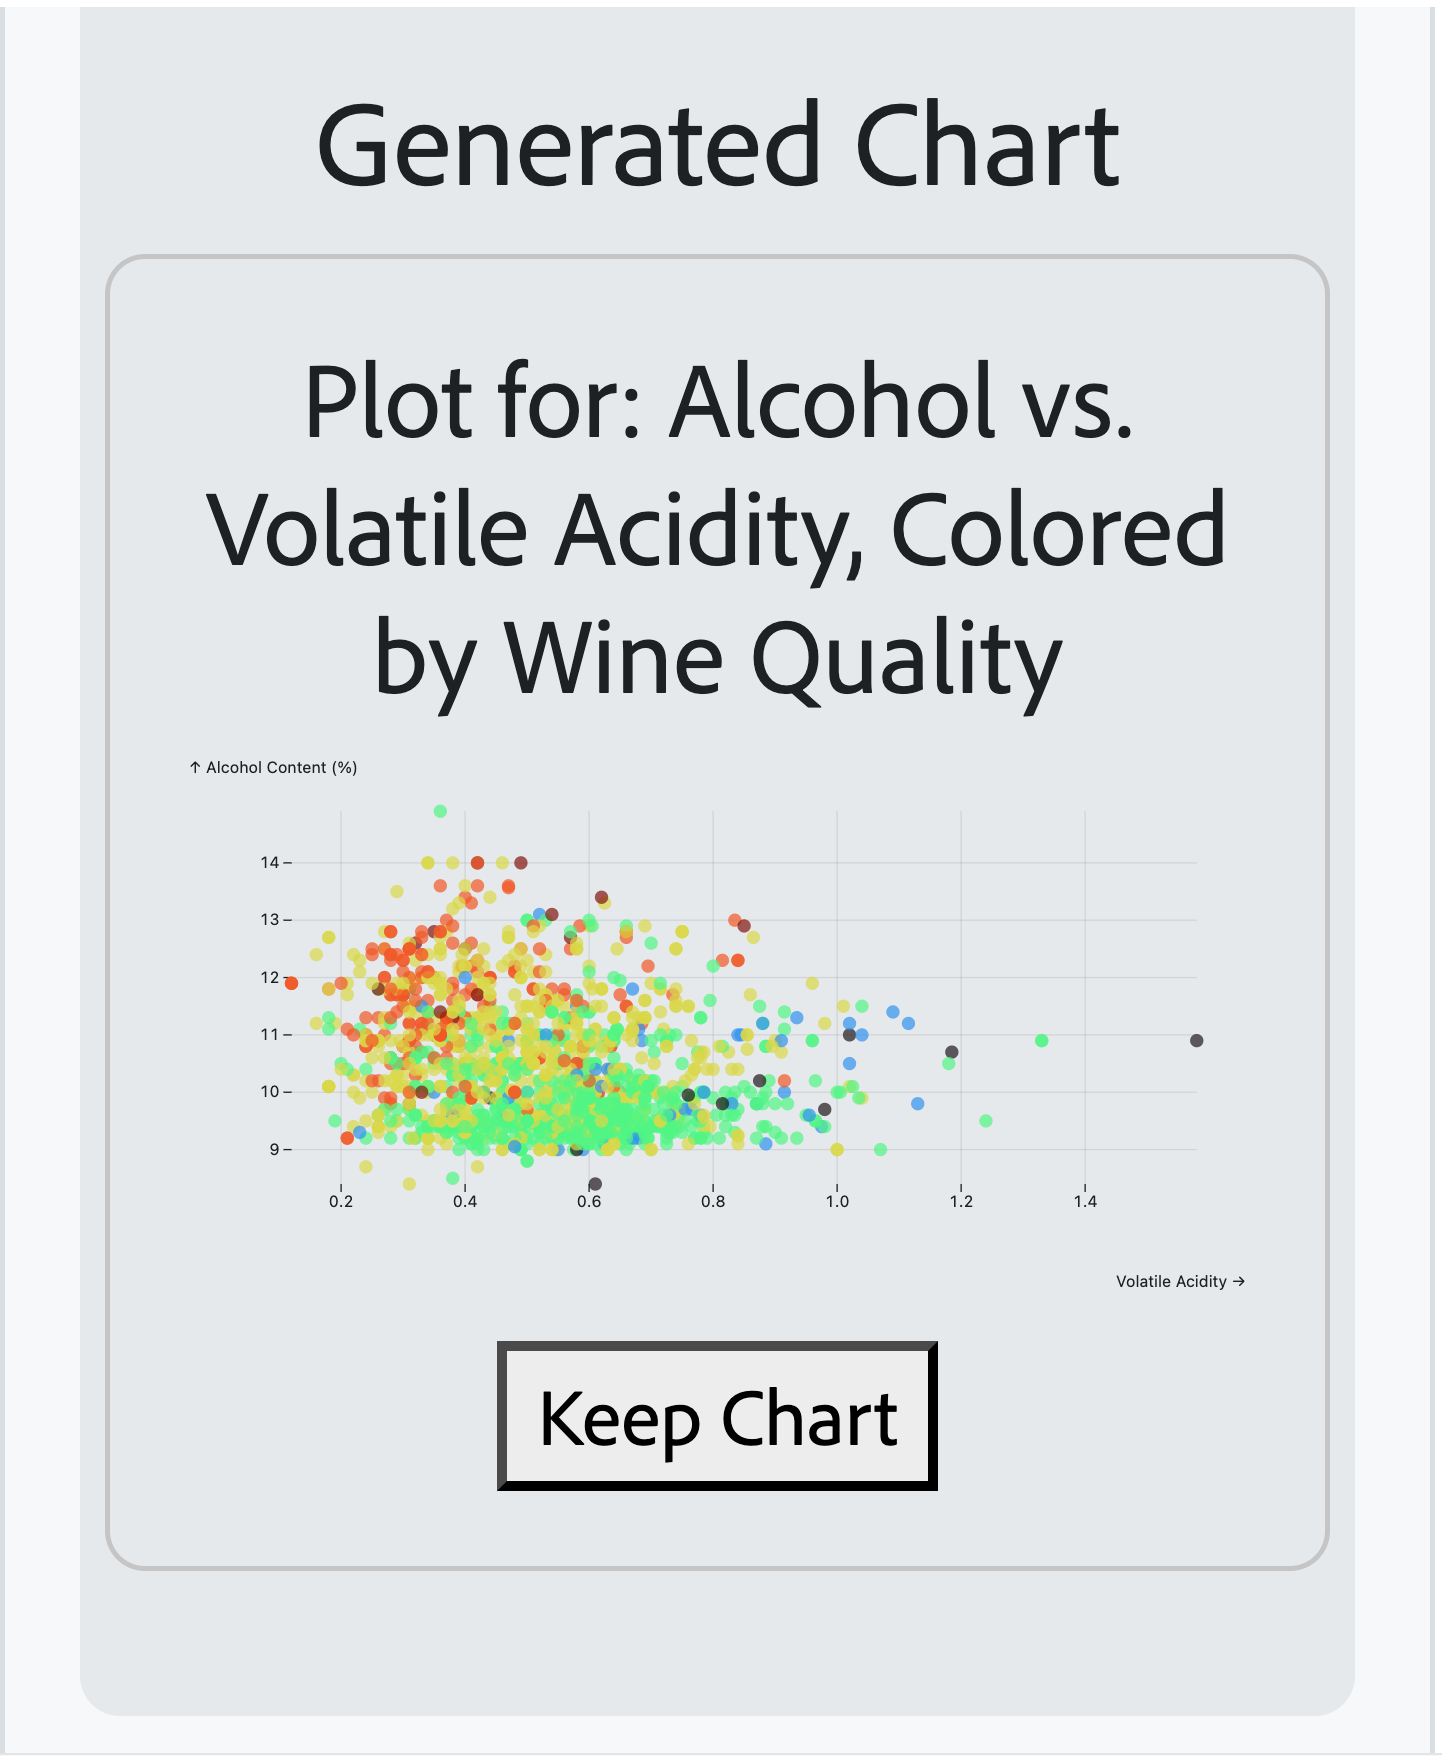 Generated Chart
Plot for: Alcohol vs.
Volatile Acidity, Colored
by Wine Quality
↑ Alcohol Content (%)
14
13
12
11
10
9
0.2 0.4 0.6 0.8 1.0 1.2 1.4
Volatile Acidity →
Keep Chart